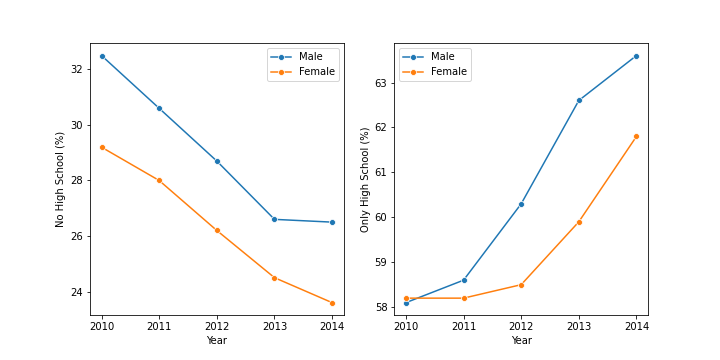 No High School (%)
32
30
28
26
24
2010 2011 2012 2013 2014
Year
Male
Female
Only High School (%)
63
62
61
60
59
58
2010 2011 2012 2013 2014
Year
Male
Female